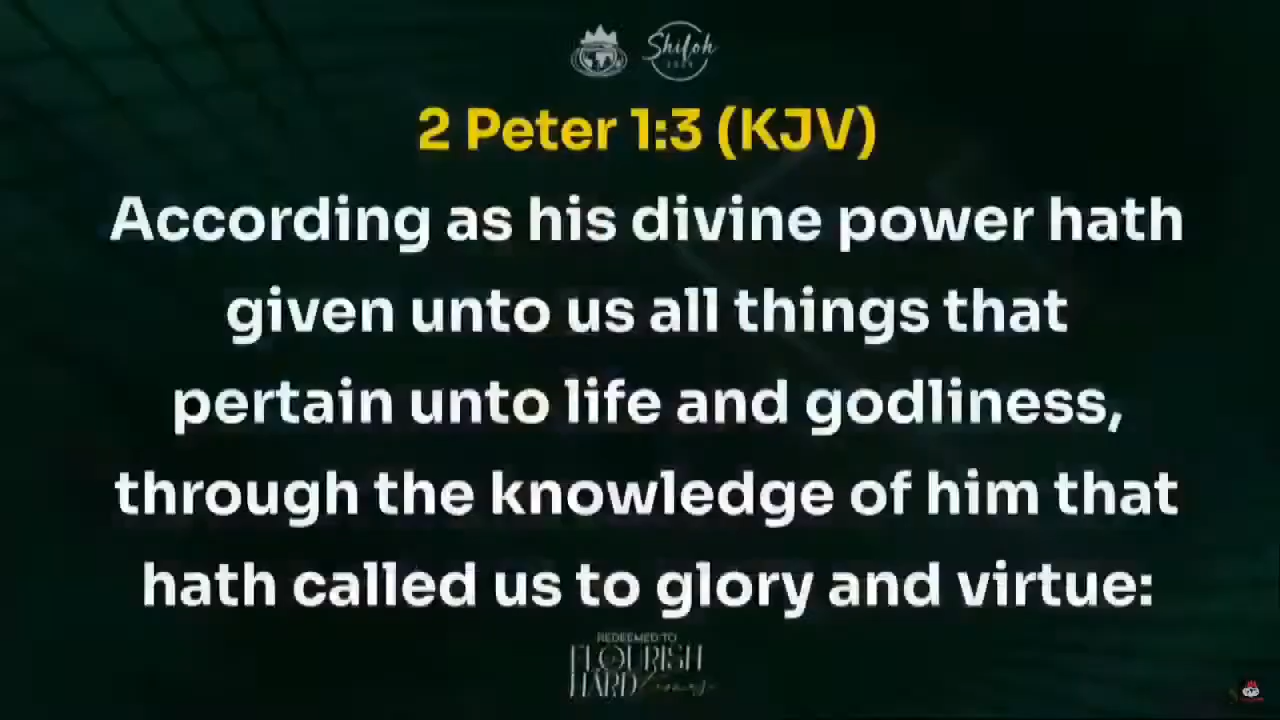 Shiloh
2 Peter 1:3 (KJV)
According as his divine power hath
given unto us all things that
pertain unto life and godliness,
through the knowledge of him that
hath called us to glory and virtue:
REDEEMED TO
FLOURISH
HARD Times